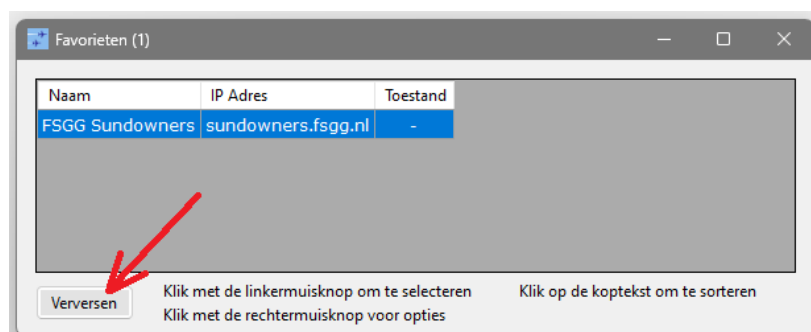 Favorieten (1)
Naam IP Adres Toestand
FSGG Sundowners sundowners.fsgg.nl -
Verversen
Klik met de linkermuisknop om te selecteren Klik op de koptekst om te sorteren
Klik met de rechtermuisknop voor opties